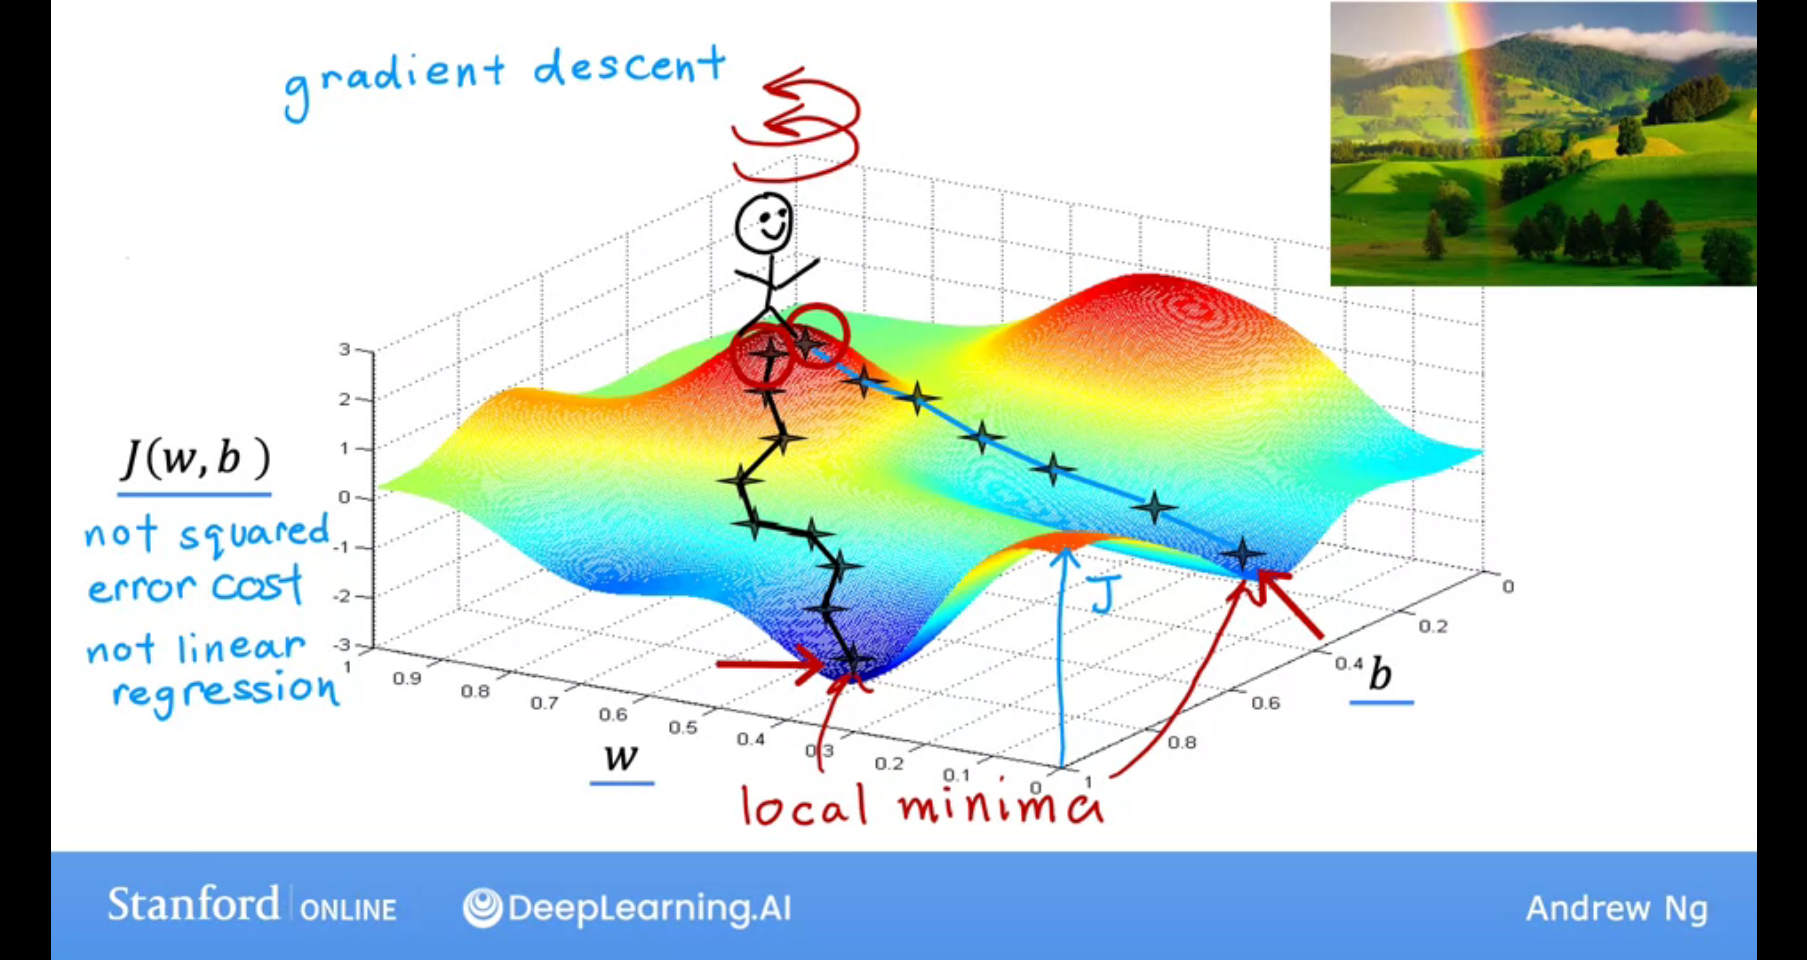 gradient descent
J(w, b)
not squared
error cost
not linear
regression
3
2
1
0
-1
-2
-3
1
0.9
0.8
0.7
0.6
0.5
0.4
0.3
0.2
0.1
0
w
1
0.8
0.6
0.4
0.2
0
b
J
local minima
Stanford ONLINE
DeepLearning.AI
Andrew Ng